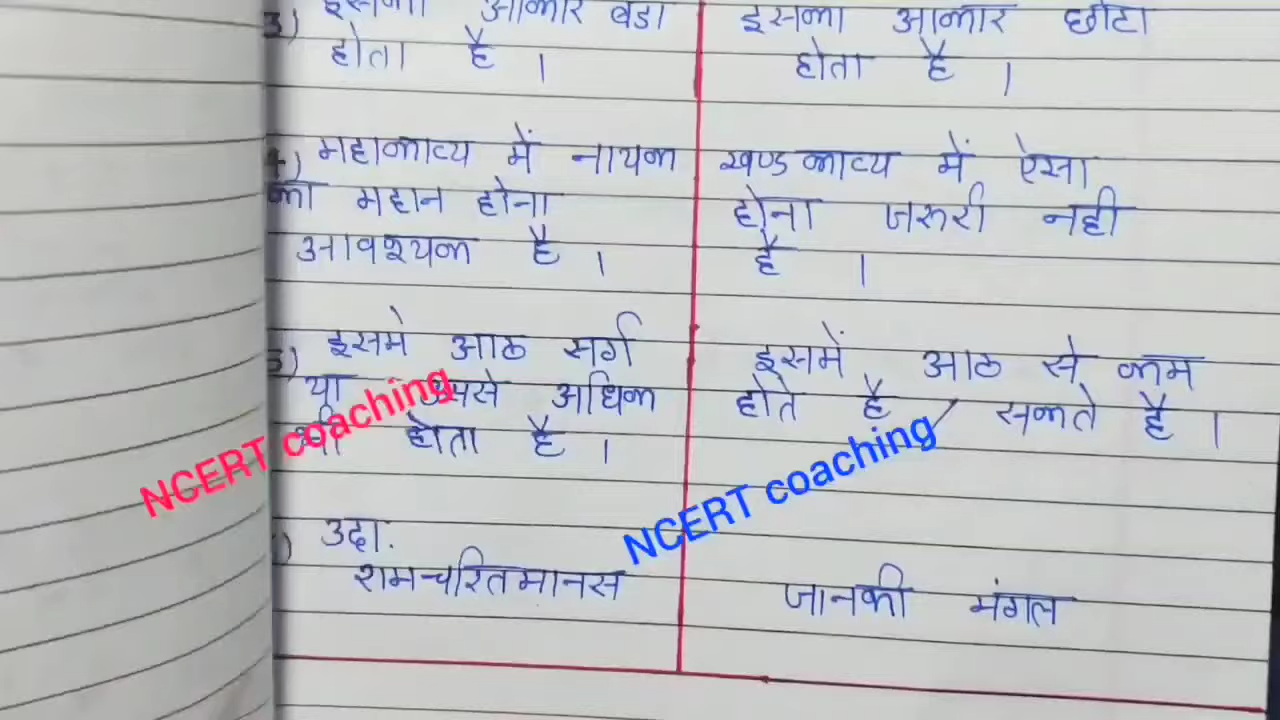 3) इसका आकार बडा
होता है ।
4) महाकाव्य में नायक
का महान होना
आवश्यक है ।
5) इसमे आठ सर्ग
या उससे अधिक
भी होता है ।
उदा.
रामचरितमानस
इसका आकार छोटा
होता है ।
खण्डकाव्य में ऐसा
होना जरुरी नही
है ।
इसमें आठ से कम
होते है / सकते है ।
जानकी मंगल
NCERT coaching
NCERT coaching